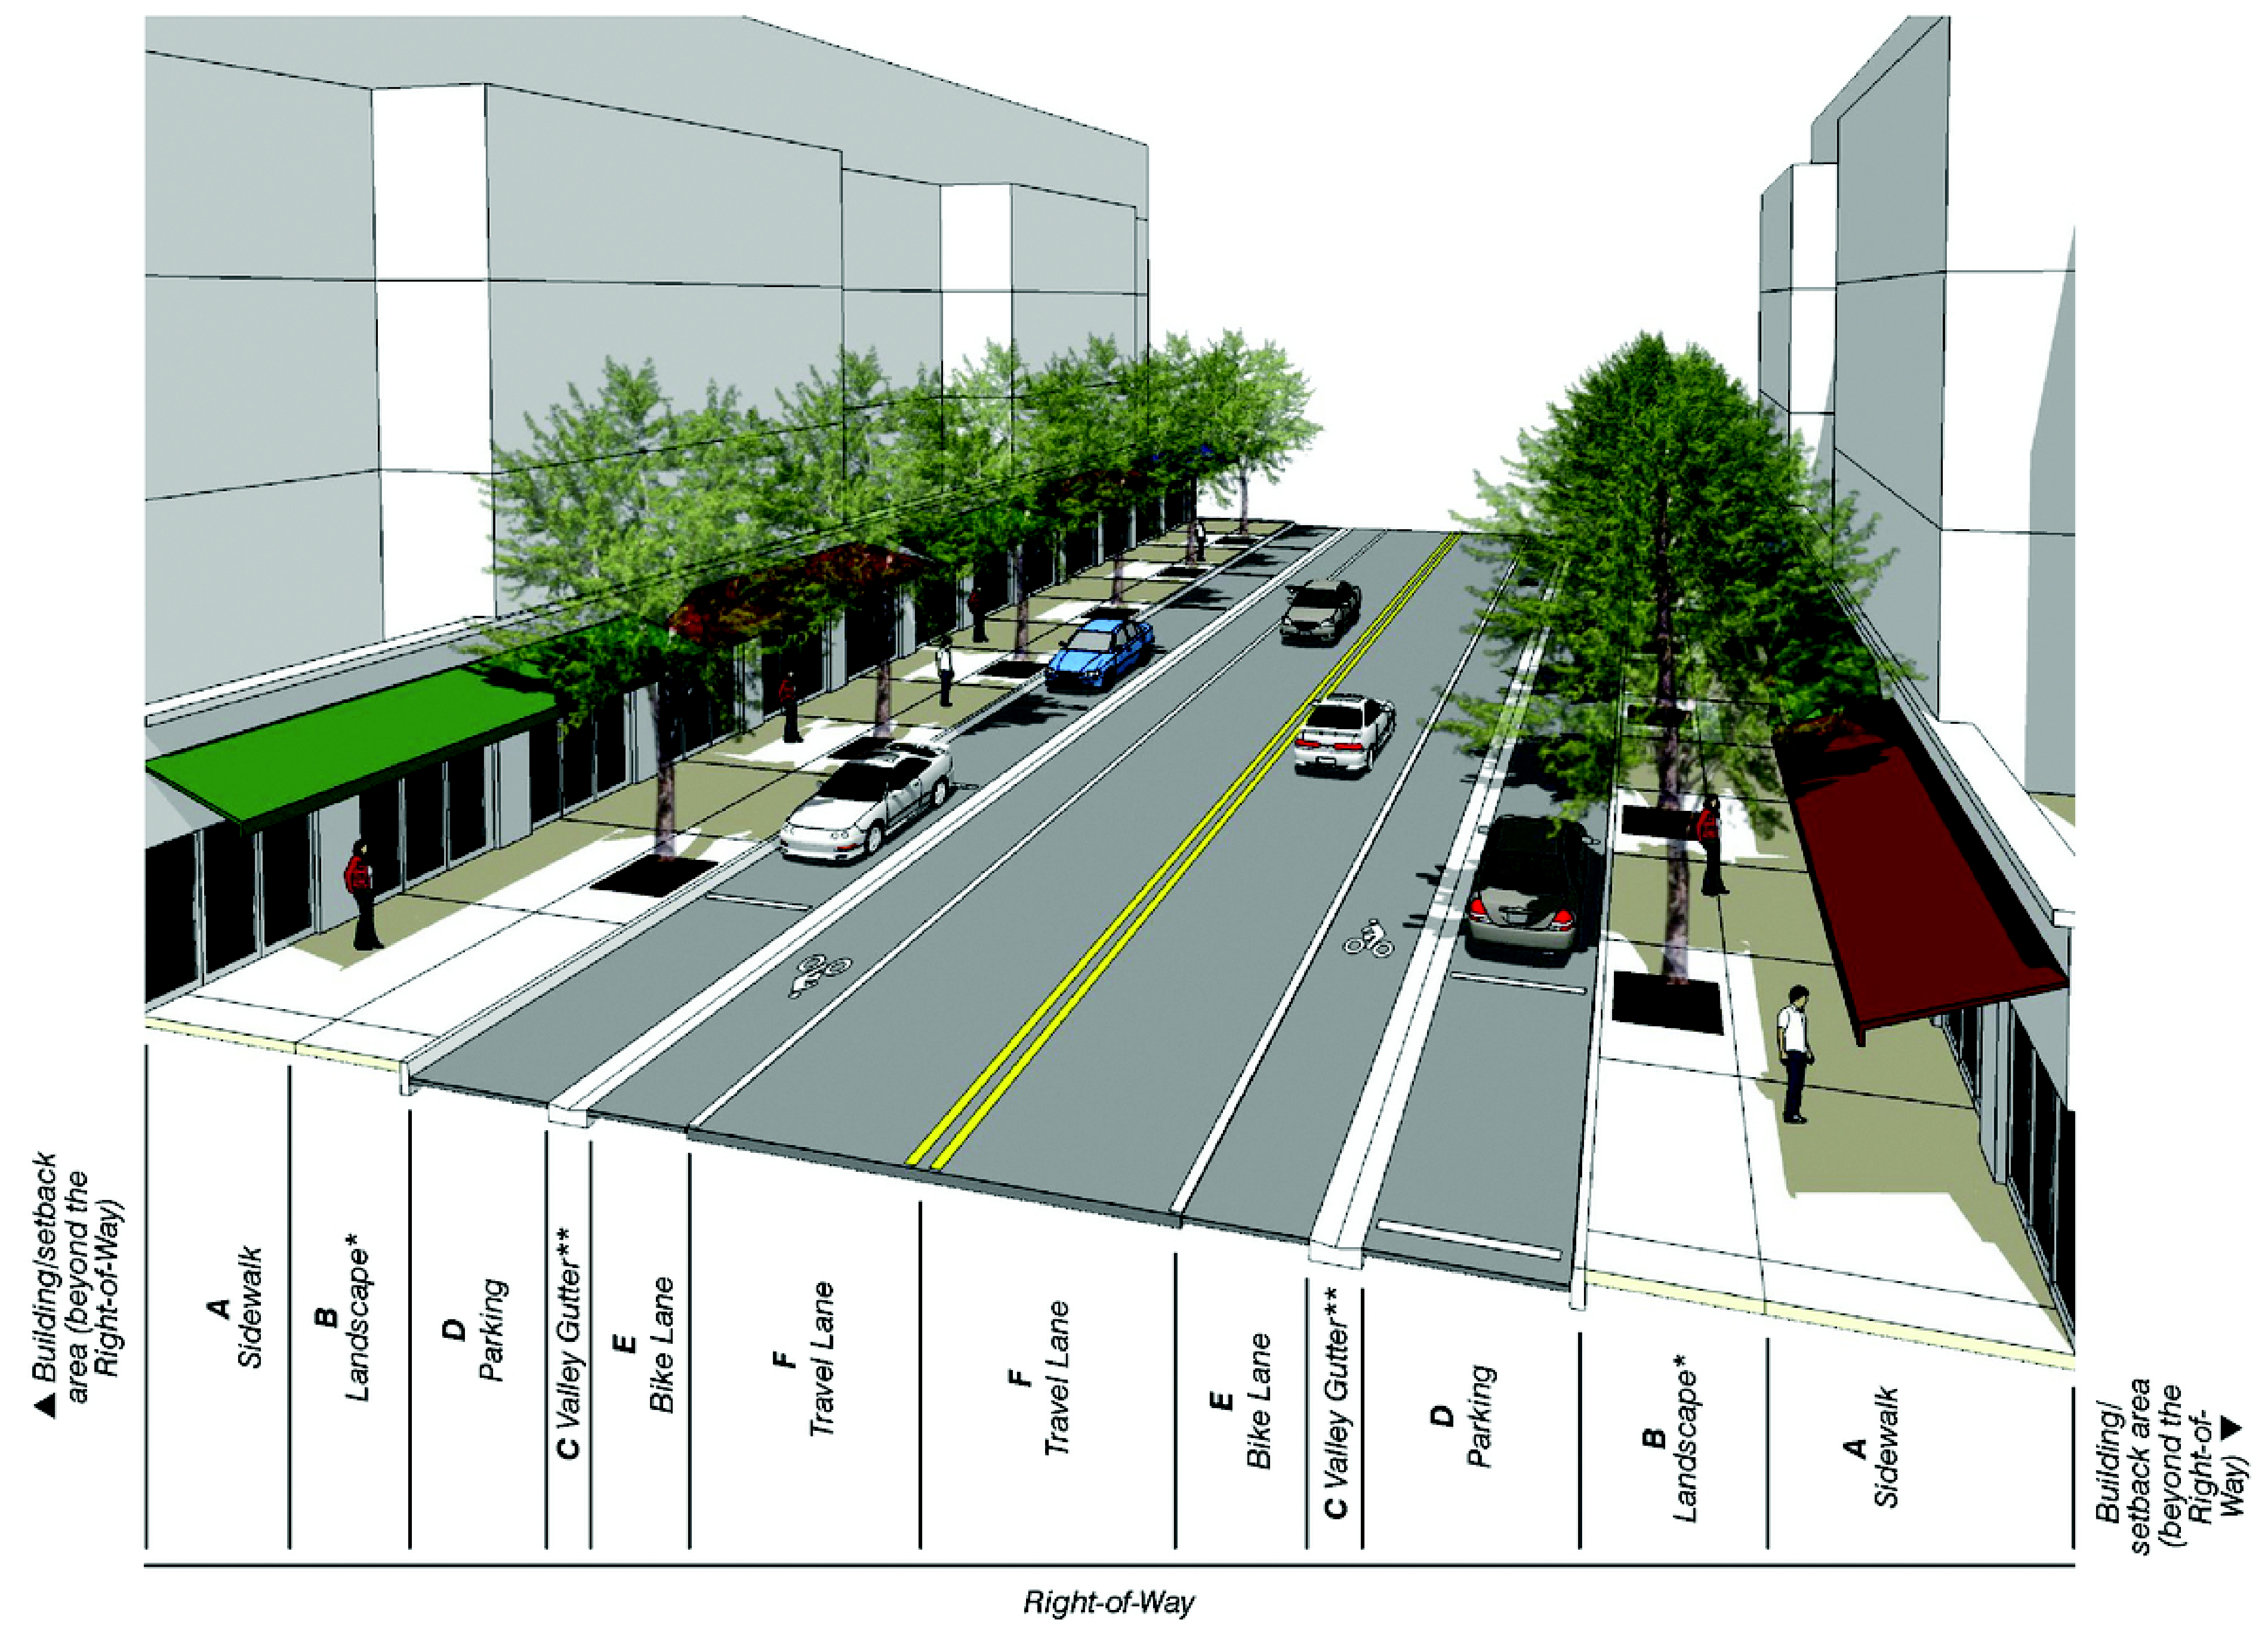 ▲ Building/setback
area (beyond the
Right-of-Way)
A
Sidewalk
B
Landscape*
D
Parking
C Valley Gutter**
E
Bike Lane
F
Travel Lane
F
Travel Lane
E
Bike Lane
C Valley Gutter**
D
Parking
B
Landscape*
A
Sidewalk
Building/
setback area
(beyond the
Right-of-
Way) ▼
Right-of-Way